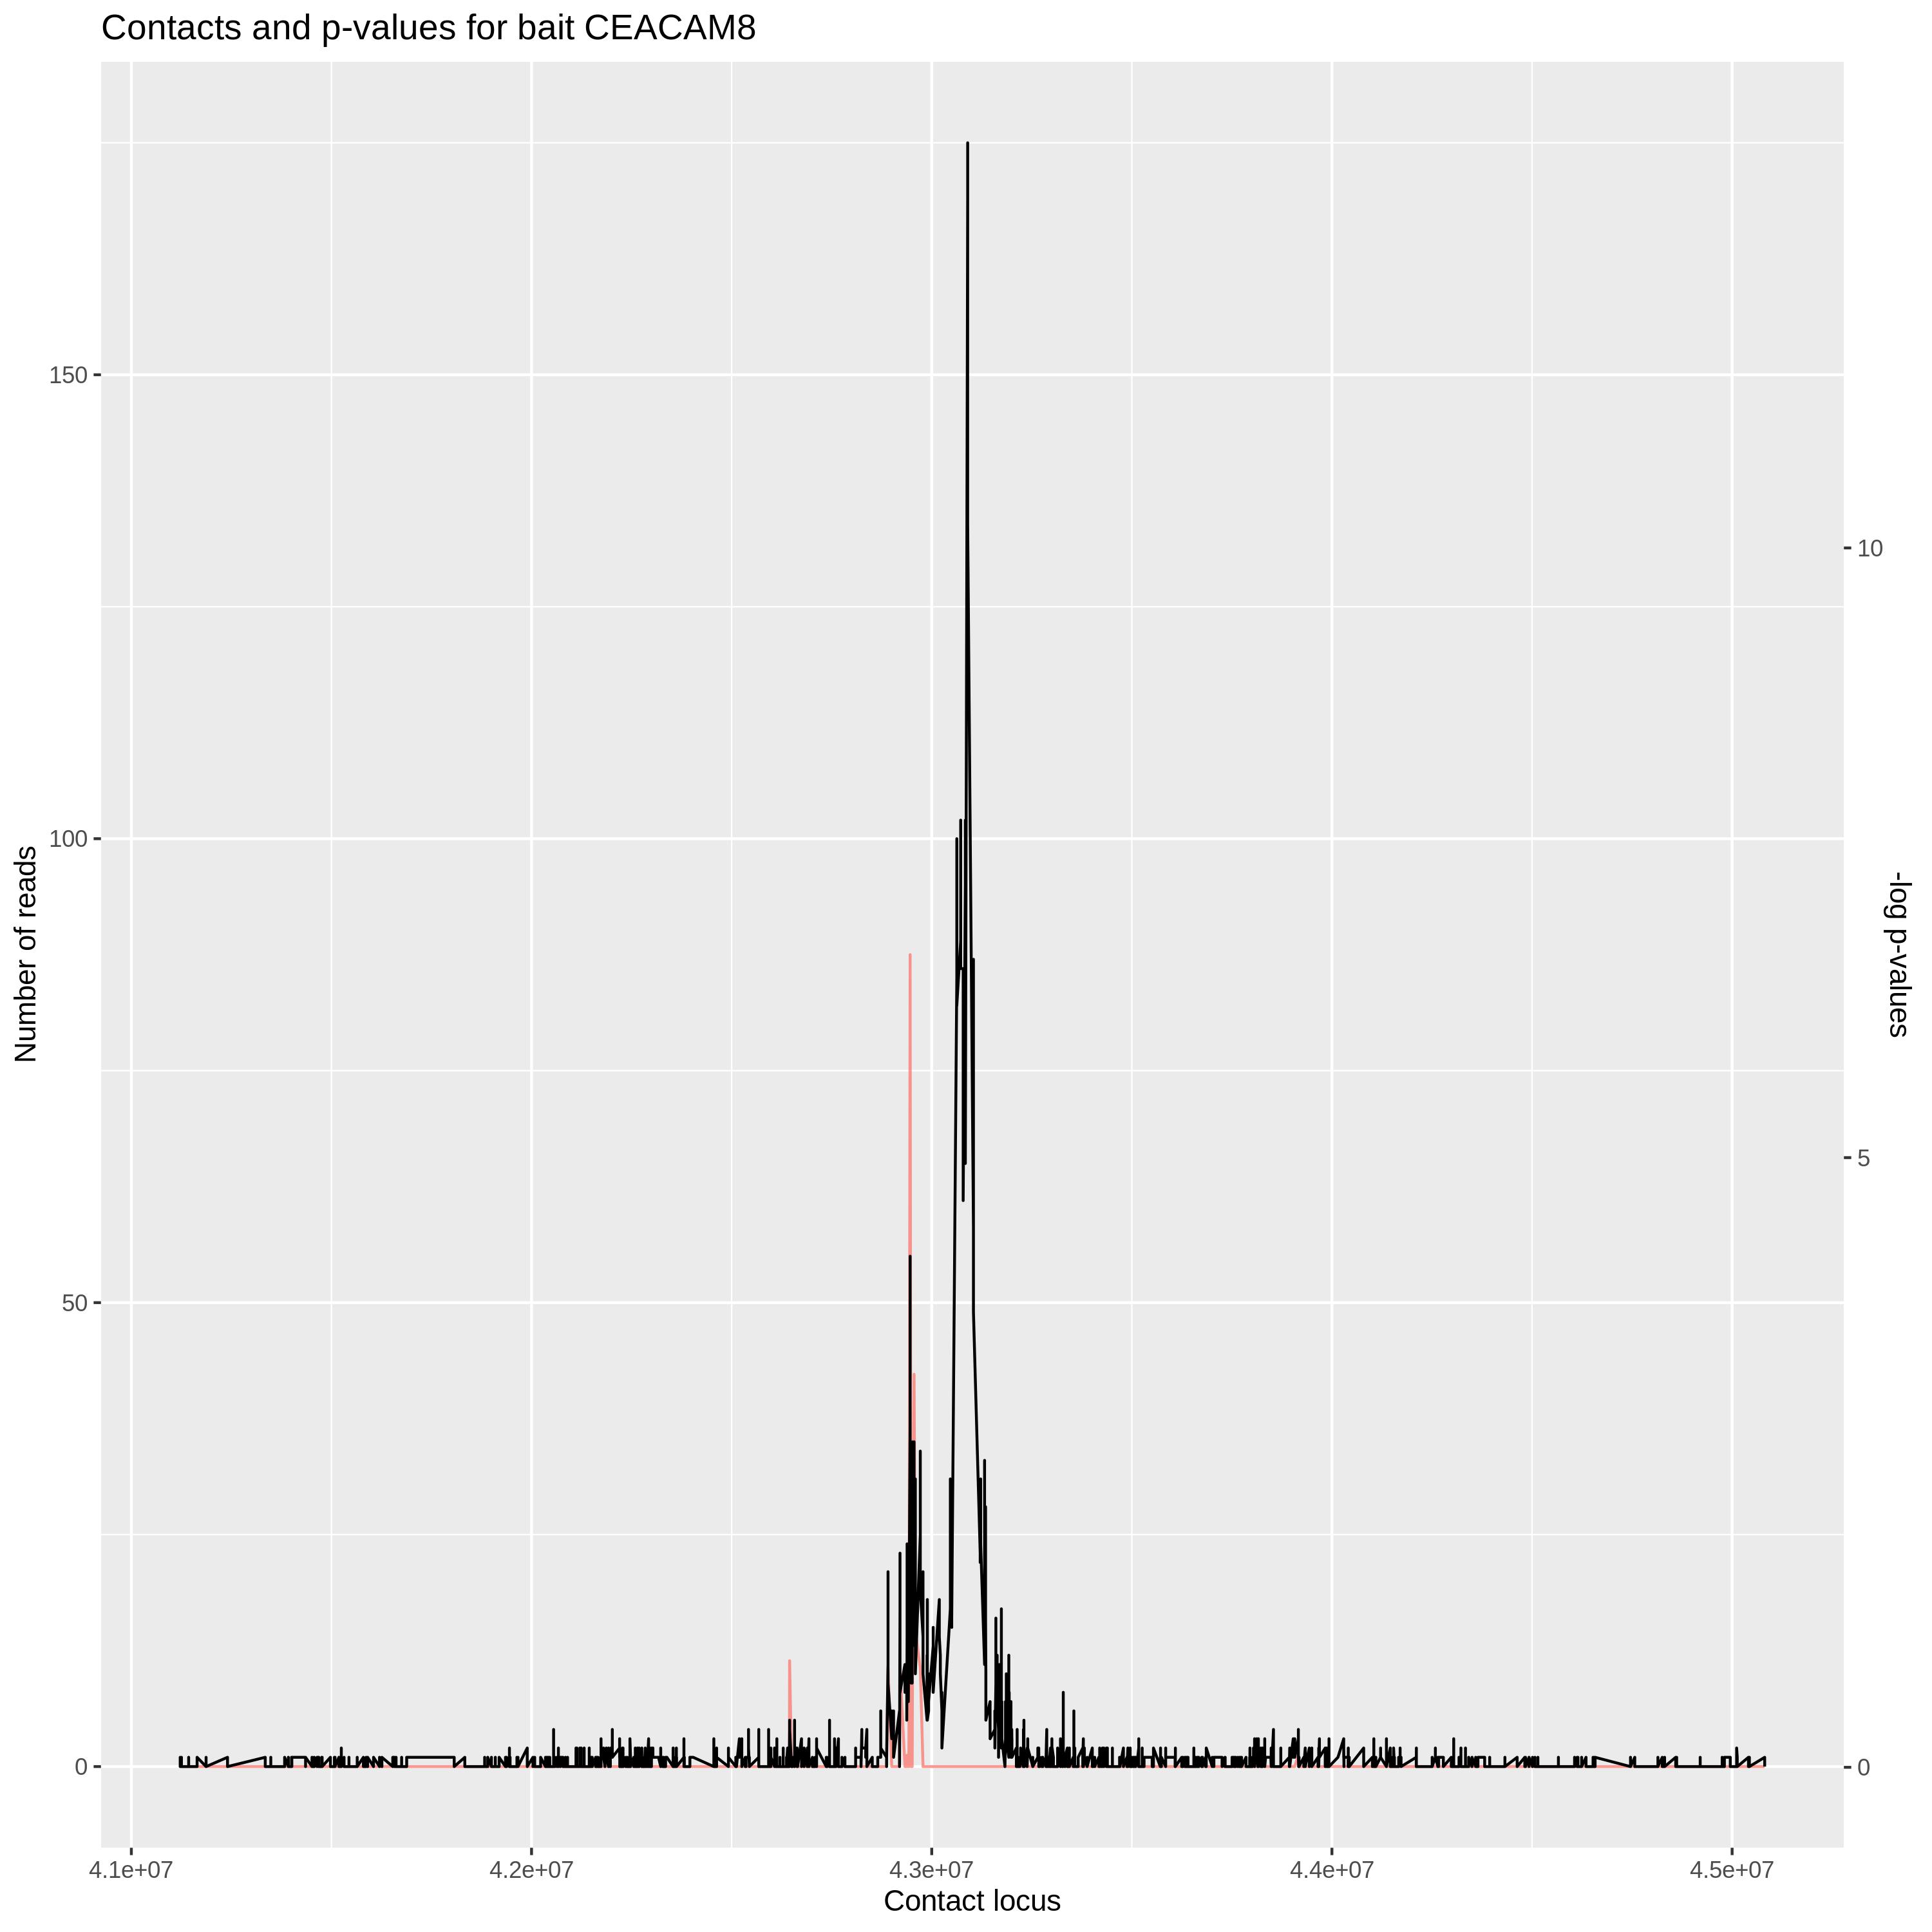 Contacts and p-values for bait CEACAM8
Number of reads
150
100
50
0
10
5
0
-log p-values
4.1e+07 4.2e+07 4.3e+07 4.4e+07 4.5e+07
Contact locus